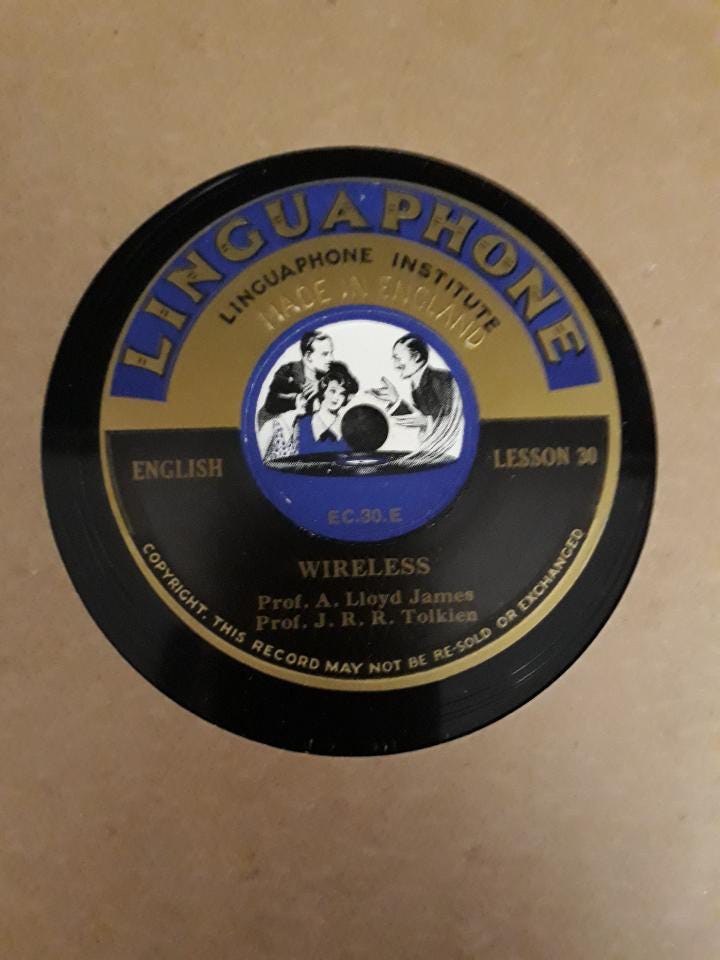 LINGUAPHONE
LINGUAPHONE INSTITUTE
MADE IN ENGLAND
ENGLISH
LESSON 30
EC.30.E
WIRELESS
Prof. A. Lloyd James
Prof. J. R. R. Tolkien
COPYRIGHT. THIS RECORD MAY NOT BE RE-SOLD OR EXCHANGED